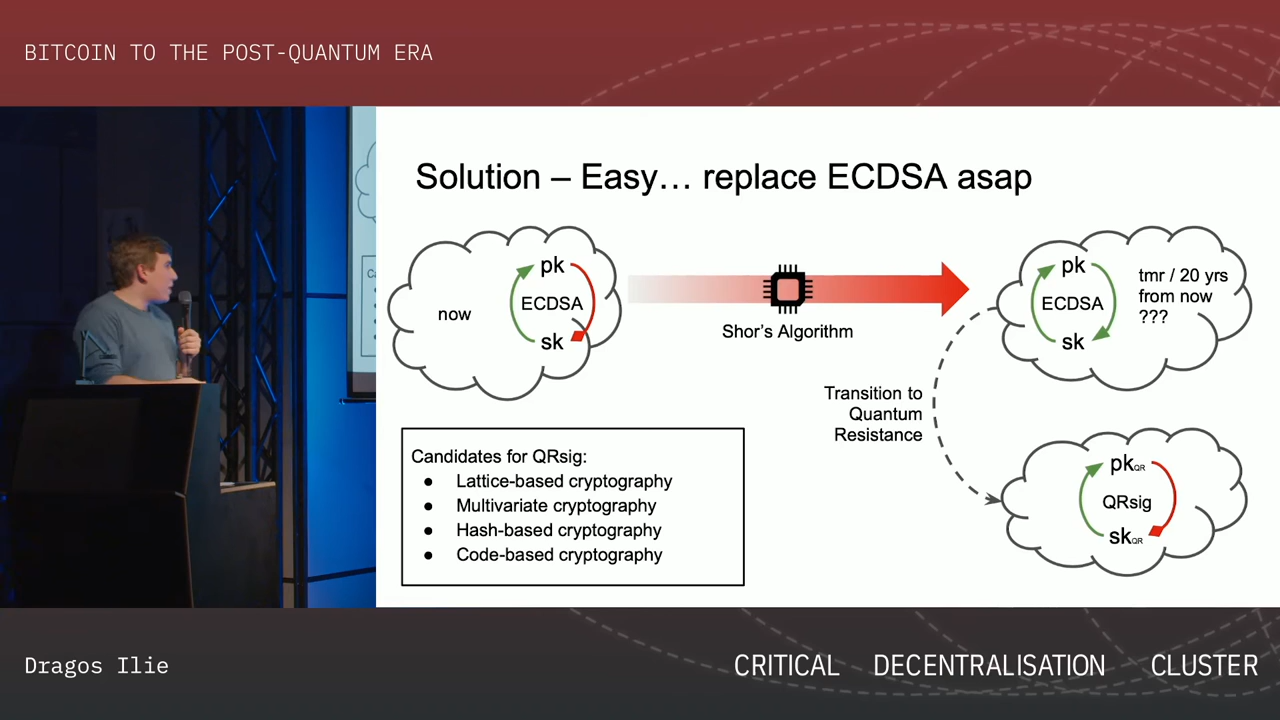 BITCOIN TO THE POST-QUANTUM ERA
Solution – Easy… replace ECDSA asap
now
pk
ECDSA
sk
Shor's Algorithm
pk
ECDSA
sk
tmr / 20 yrs
from now
???
Transition to
Quantum
Resistance
Candidates for QRsig:
● Lattice-based cryptography
● Multivariate cryptography
● Hash-based cryptography
● Code-based cryptography
pkQR
QRsig
skQR
Dragos Ilie
CRITICAL DECENTRALISATION CLUSTER